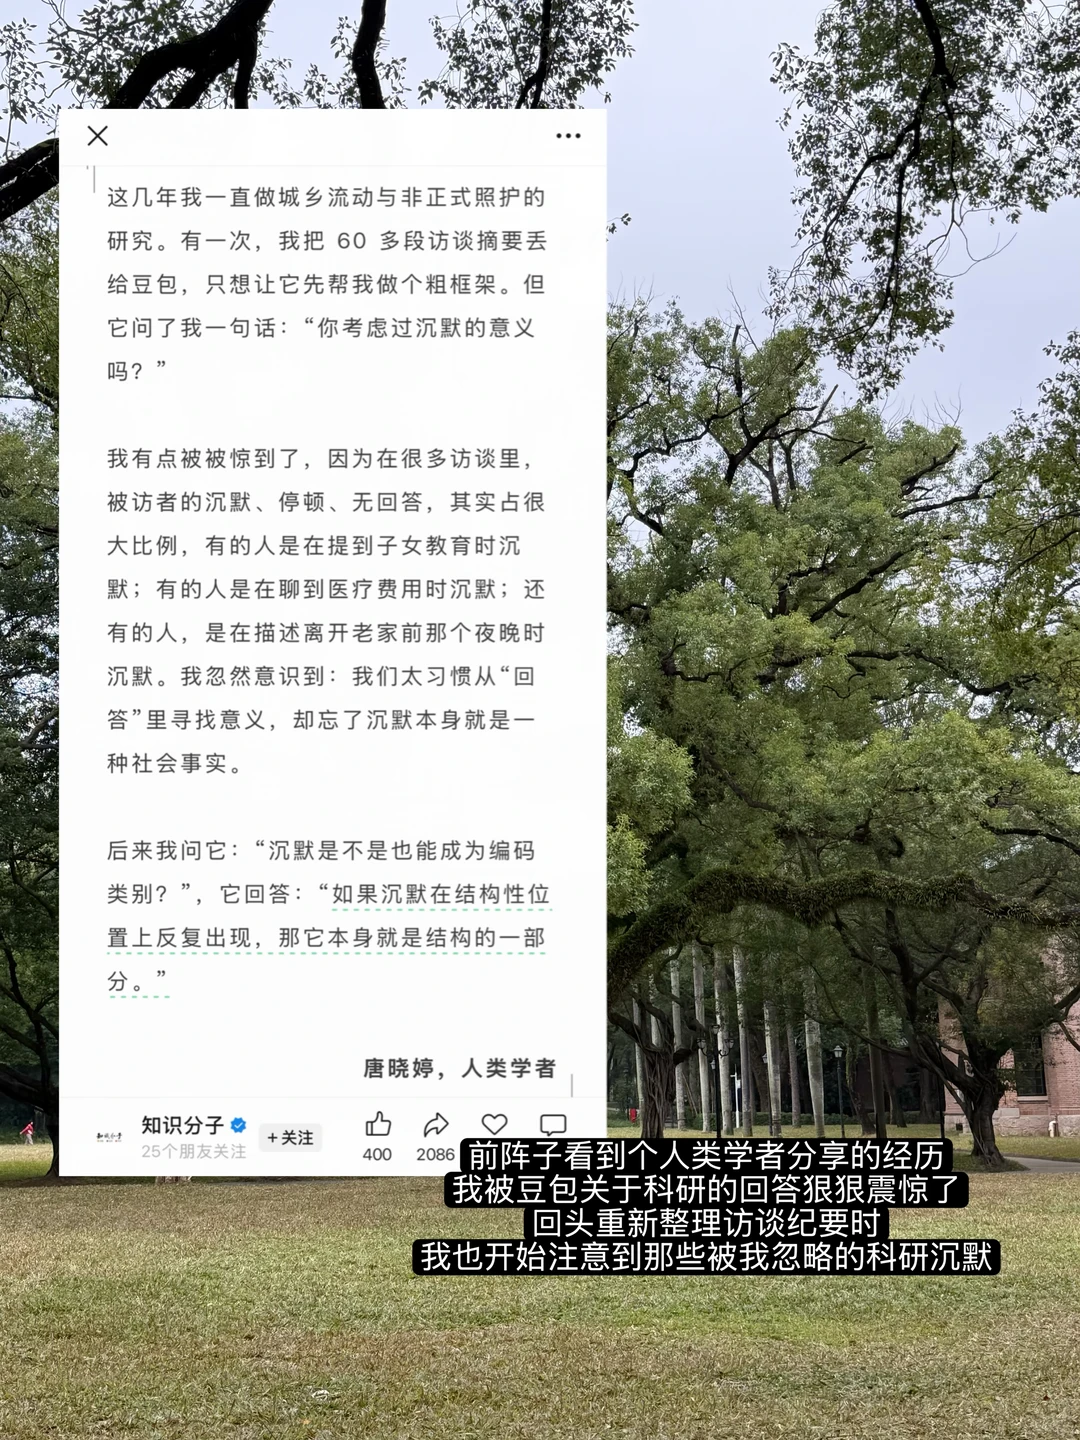 这几年我一直做城乡流动与非正式照护的
研究。有一次，我把 60 多段访谈摘要丢
给豆包，只想让它先帮我做个粗框架。但
它问了我一句话：“你考虑过沉默的意义
吗？”
我有点被被惊到了，因为在很多访谈里，
被访者的沉默、停顿、无回答，其实占很
大比例，有的人是在提到子女教育时沉
默；有的人是在聊到医疗费用时沉默；还
有的人，是在描述离开老家前那个夜晚时
沉默。我忽然意识到：我们太习惯从“回
答”里寻找意义，却忘了沉默本身就是一
种社会事实。
后来我问它：“沉默是不是也能成为编码
类别？”，它回答：“如果沉默在结构性位
置上反复出现，那它本身就是结构的一部
分。”
唐晓婷，人类学者
知识分子
25个朋友关注
+关注
400
2086
前阵子看到个人类学者分享的经历
我被豆包关于科研的回答狠狠震惊了
回头重新整理访谈纪要时
我也开始注意到那些被我忽略的科研沉默